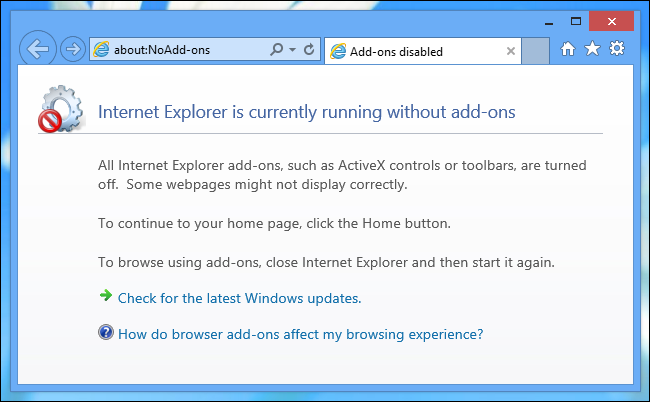 about:NoAdd-ons
Add-ons disabled
Internet Explorer is currently running without add-ons
All Internet Explorer add-ons, such as ActiveX controls or toolbars, are turned
off.  Some webpages might not display correctly.
To continue to your home page, click the Home button.
To browse using add-ons, close Internet Explorer and then start it again.
Check for the latest Windows updates.
How do browser add-ons affect my browsing experience?